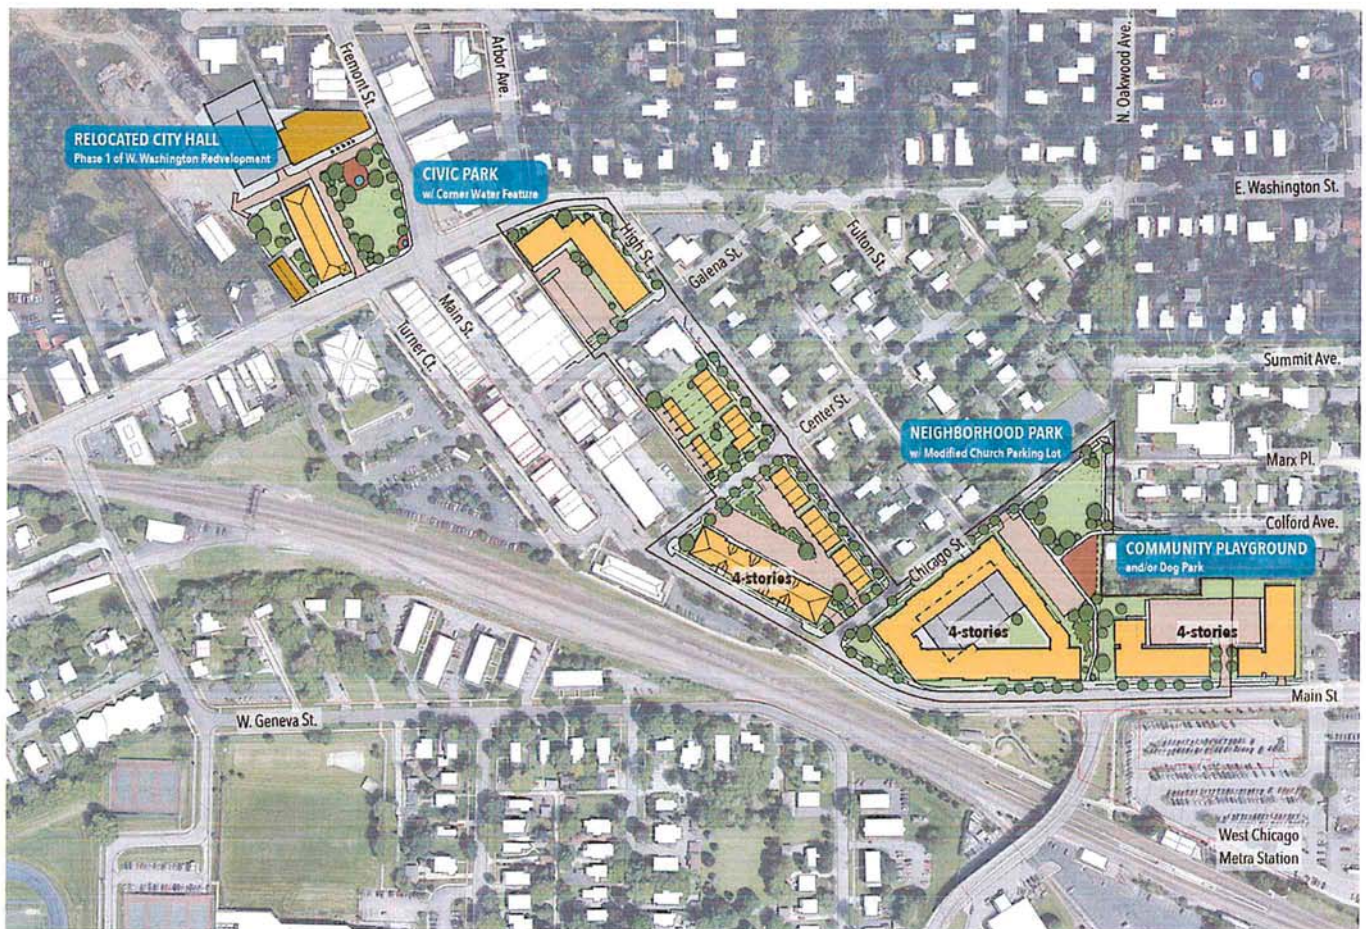 Fremont St.
Arbor Ave.
N. Oakwood Ave.
RELOCATED CITY HALL
Phase 1 of W. Washington Redvelopment
CIVIC PARK
w/ Corner Water Feature
E. Washington St.
High St.
Galena St.
Fulton St.
Main St.
Turner Ct.
Summit Ave.
Center St.
NEIGHBORHOOD PARK
w/ Modified Church Parking Lot
Marx Pl.
Colford Ave.
Chicago St.
COMMUNITY PLAYGROUND
and/or Dog Park
4-stories
4-stories
4-stories
Main St
W. Geneva St.
West Chicago
Metra Station